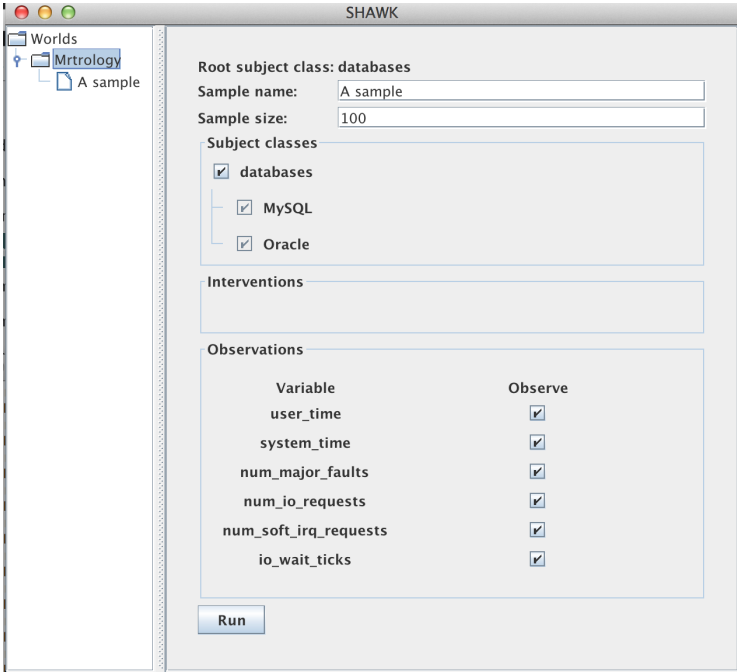 SHAWK
Worlds
Mrtrology
A sample
Root subject class: databases
Sample name: A sample
Sample size: 100
Subject classes
databases
MySQL
Oracle
Interventions
Observations
Variable Observe
user_time
system_time
num_major_faults
num_io_requests
num_soft_irq_requests
io_wait_ticks
Run